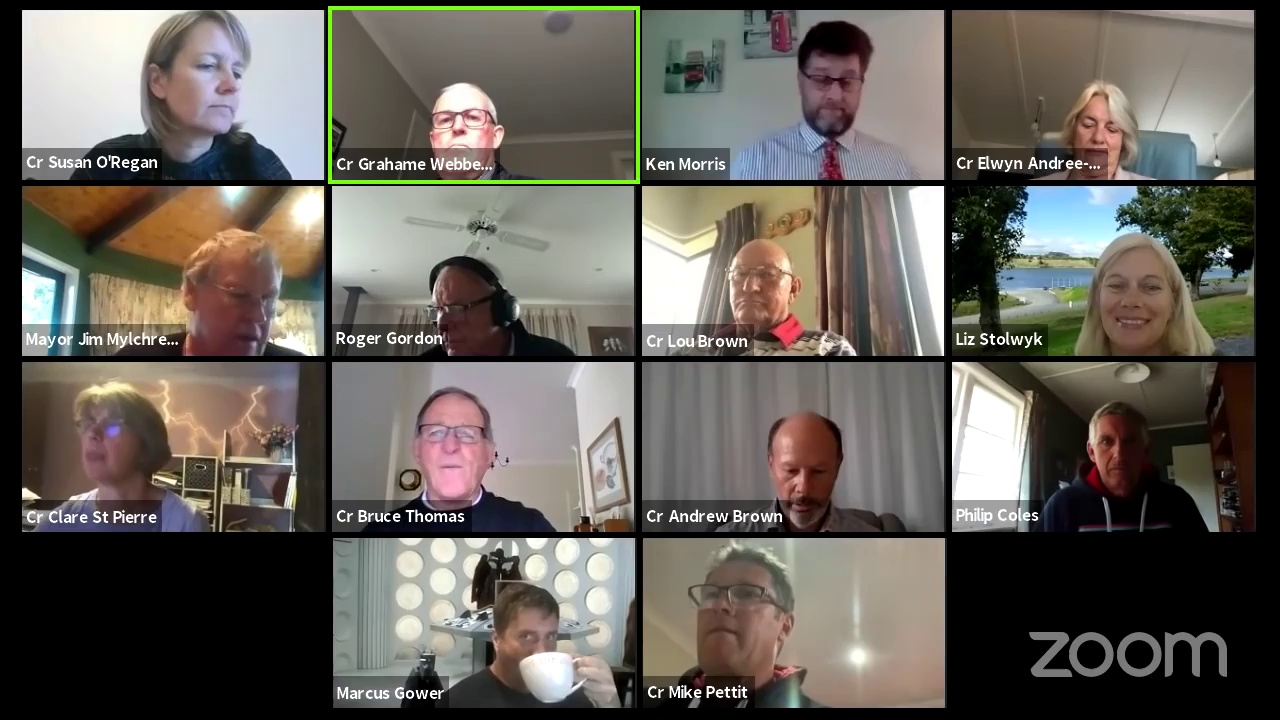 Cr Susan O'Regan
Cr Grahame Webbe...
Ken Morris
Cr Elwyn Andree-...
Mayor Jim Mylchre...
Roger Gordon
Cr Lou Brown
Liz Stolwyk
Cr Clare St Pierre
Cr Bruce Thomas
Cr Andrew Brown
Philip Coles
Marcus Gower
Cr Mike Pettit
zoom